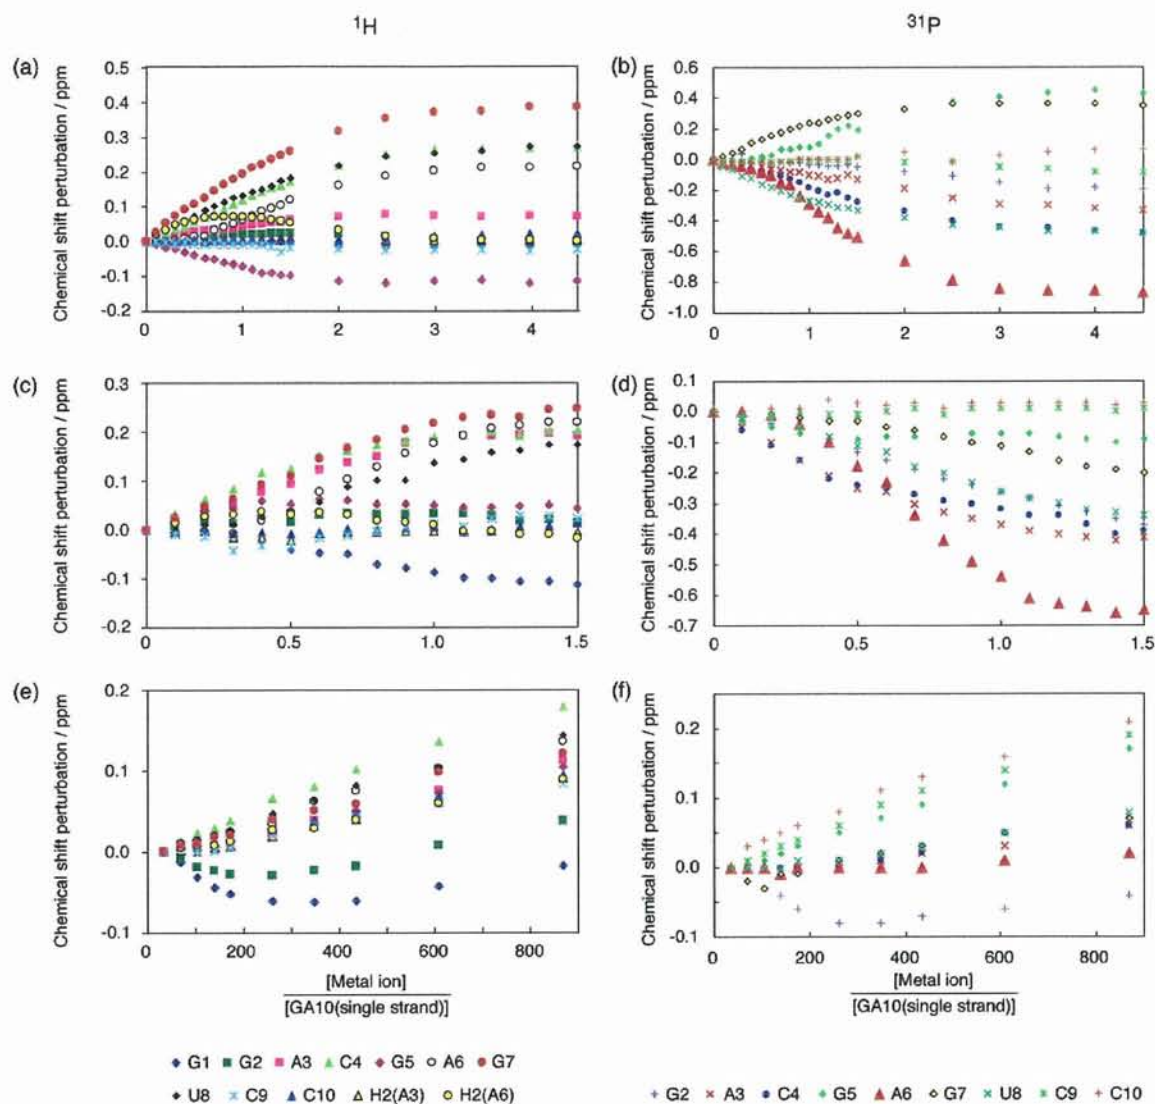 ¹H
³¹P
(a)
Chemical shift perturbation / ppm
0.5
0.4
0.3
0.2
0.1
0.0
-0.1
-0.2
0 1 2 3 4
(b)
Chemical shift perturbation / ppm
0.6
0.4
0.2
0.0
-0.2
-0.4
-0.6
-0.8
-1.0
0 1 2 3 4
(c)
Chemical shift perturbation / ppm
0.3
0.2
0.1
0.0
-0.1
-0.2
0 0.5 1.0 1.5
(d)
Chemical shift perturbation / ppm
0.1
0.0
-0.1
-0.2
-0.3
-0.4
-0.5
-0.6
-0.7
0 0.5 1.0 1.5
(e)
Chemical shift perturbation / ppm
0.2
0.1
0.0
-0.1
0 200 400 600 800
[Metal ion]
[GA10(single strand)]
(f)
Chemical shift perturbation / ppm
0.2
0.1
0.0
-0.1
0 200 400 600 800
[Metal ion]
[GA10(single strand)]
G1 G2 A3 C4 G5 A6 G7
U8 C9 C10 H2(A3) H2(A6)
G2 A3 C4 G5 A6 G7 U8 C9 C10